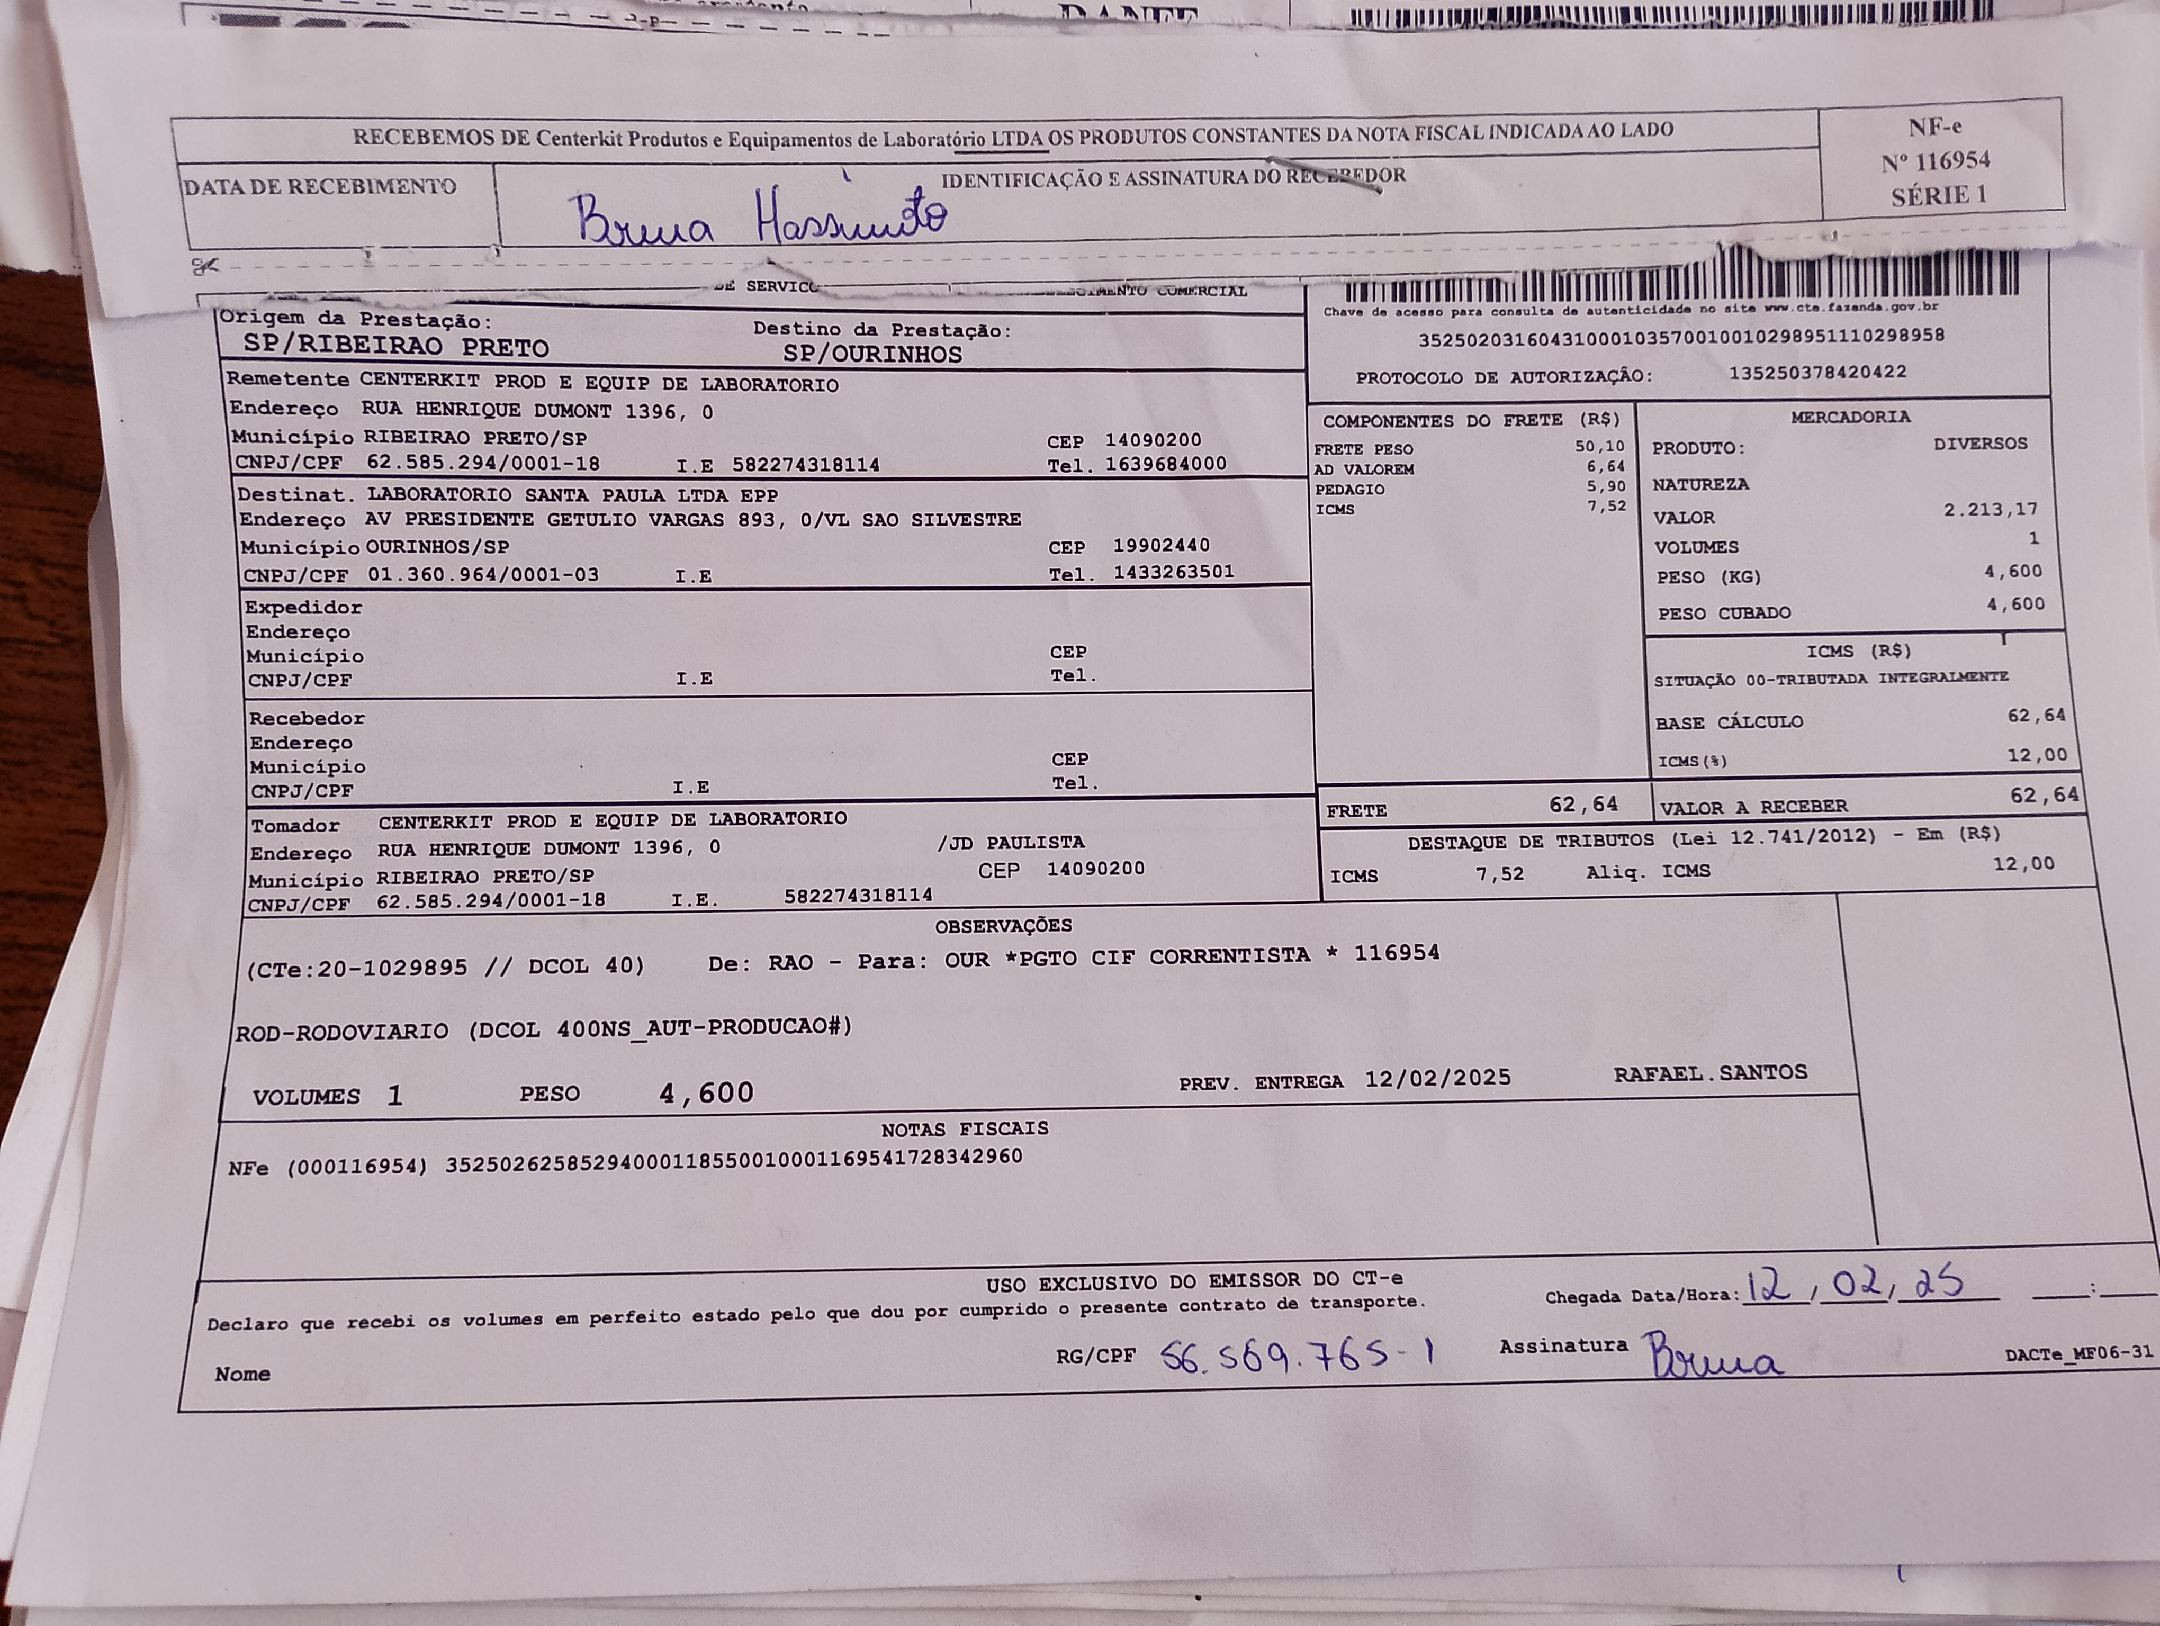 RECEBEMOS DE Centerkit Produtos e Equipamentos de Laboratório LTDA OS PRODUTOS CONSTANTES DA NOTA FISCAL INDICADA AO LADO
NF-e
Nº 116954
SÉRIE 1
DATA DE RECEBIMENTO
IDENTIFICAÇÃO E ASSINATURA DO RECEBEDOR
Bruna
DE SERVIÇO
COMERCIAL
Origem da Prestação:
SP/RIBEIRAO PRETO
Destino da Prestação:
SP/OURINHOS
Chave de acesso para consulta de autenticidade no site www.cte.fazenda.gov.br
35250203160431000103570010010298951110298958
PROTOCOLO DE AUTORIZAÇÂO: 135250378420422
Remetente CENTERKIT PROD E EQUIP DE LABORATORIO
Endereço RUA HENRIQUE DUMONT 1396, 0
Município RIBEIRAO PRETO/SP CEP 14090200
CNPJ/CPF 62.585.294/0001-18 I.E 582274318114 Tel. 1639684000
Destinat. LABORATORIO SANTA PAULA LTDA EPP
Endereço AV PRESIDENTE GETULIO VARGAS 893, 0/VL SAO SILVESTRE
Município OURINHOS/SP CEP 19902440
CNPJ/CPF 01.360.964/0001-03 I.E Tel. 1433263501
Expedidor
Endereço
Município CEP
CNPJ/CPF I.E Tel.
Recebedor
Endereço
Município CEP
CNPJ/CPF I.E Tel.
Tomador CENTERKIT PROD E EQUIP DE LABORATORIO
Endereço RUA HENRIQUE DUMONT 1396, 0 /JD PAULISTA
Município RIBEIRAO PRETO/SP CEP 14090200
CNPJ/CPF 62.585.294/0001-18 I.E. 582274318114
COMPONENTES DO FRETE (R$)
FRETE PESO 50,10
AD VALOREM 6,64
PEDAGIO 5,90
ICMS 7,52
MERCADORIA
PRODUTO: DIVERSOS
NATUREZA
VALOR 2.213,17
VOLUMES 1
PESO (KG) 4,600
PESO CUBADO 4,600
ICMS (R$)
SITUAÇÃO 00-TRIBUTADA INTEGRALMENTE
BASE CÁLCULO 62,64
ICMS(%) 12,00
FRETE 62,64 VALOR A RECEBER 62,64
DESTAQUE DE TRIBUTOS (Lei 12.741/2012) - Em (R$)
ICMS 7,52 Aliq. ICMS 12,00
OBSERVAÇÕES
(CTe:20-1029895 // DCOL 40) De: RAO - Para: OUR *PGTO CIF CORRENTISTA * 116954
ROD-RODOVIARIO (DCOL 400NS_AUT-PRODUCAO#)
VOLUMES 1 PESO 4,600 PREV. ENTREGA 12/02/2025 RAFAEL.SANTOS
NOTAS FISCAIS
NFe (000116954) 35250262585294000118550010001169541728342960
USO EXCLUSIVO DO EMISSOR DO CT-e
Declaro que recebi os volumes em perfeito estado pelo que dou por cumprido o presente contrato de transporte.
Chegada Data/Hora: 12/02/25 :
Nome RG/CPF 56.569.765-1 Assinatura Bruna DACTe_MF06-31